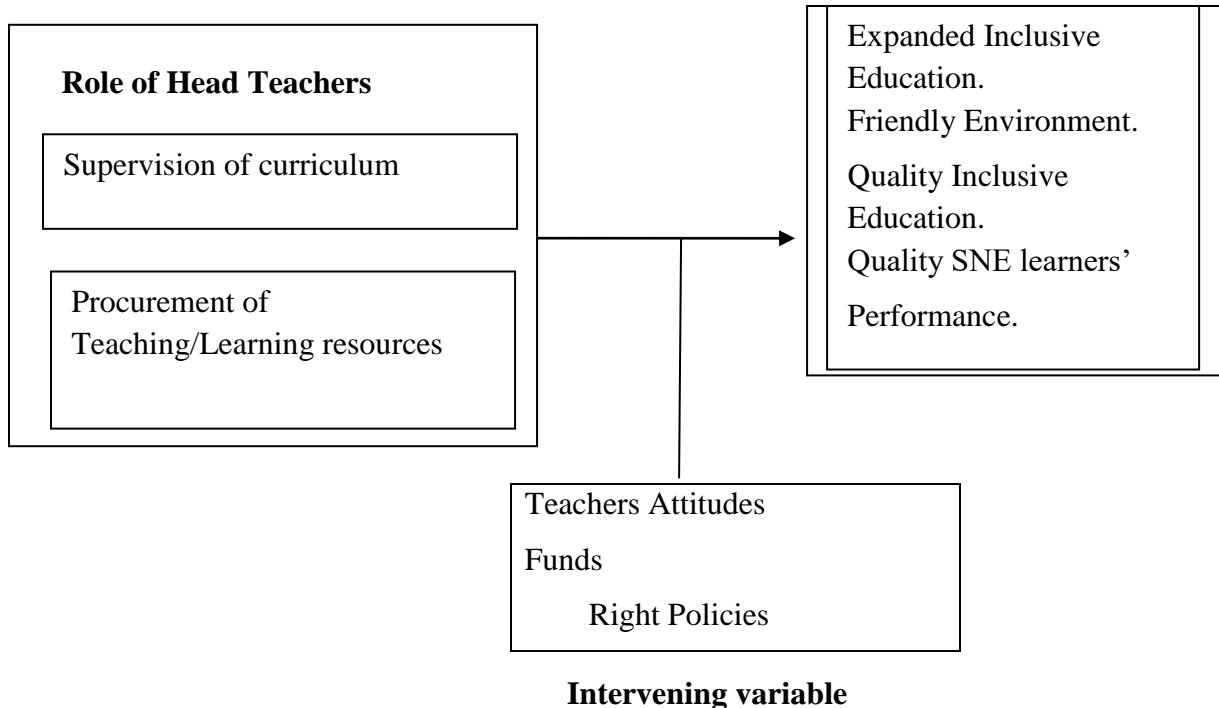 Role of Head Teachers
Supervision of curriculum
Procurement of
Teaching/Learning resources
Expanded Inclusive
Education.
Friendly Environment.
Quality Inclusive
Education.
Quality SNE learners’
Performance.
Teachers Attitudes
Funds
Right Policies
Intervening variable